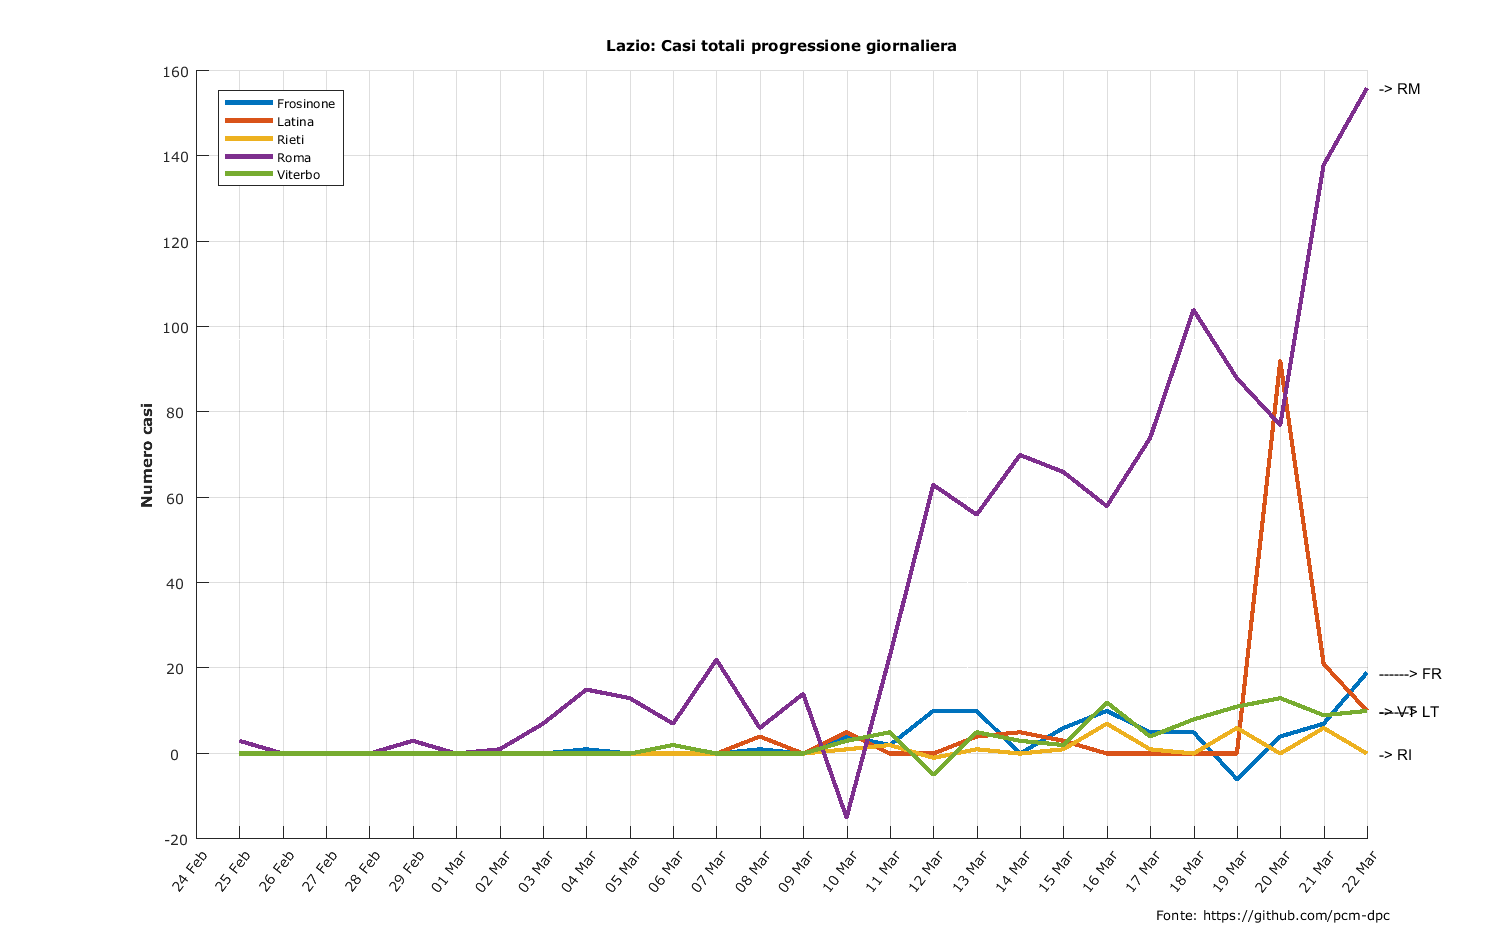 Lazio: Casi totali progressione giornaliera
Numero casi
160
140
120
100
80
60
40
20
0
-20
Frosinone
Latina
Rieti
Roma
Viterbo
-> RM
------> FR
-> VT
------> LT
-> RI
24 Feb
25 Feb
26 Feb
27 Feb
28 Feb
29 Feb
01 Mar
02 Mar
03 Mar
04 Mar
05 Mar
06 Mar
07 Mar
08 Mar
09 Mar
10 Mar
11 Mar
12 Mar
13 Mar
14 Mar
15 Mar
16 Mar
17 Mar
18 Mar
19 Mar
20 Mar
21 Mar
22 Mar
Fonte: https://github.com/pcm-dpc